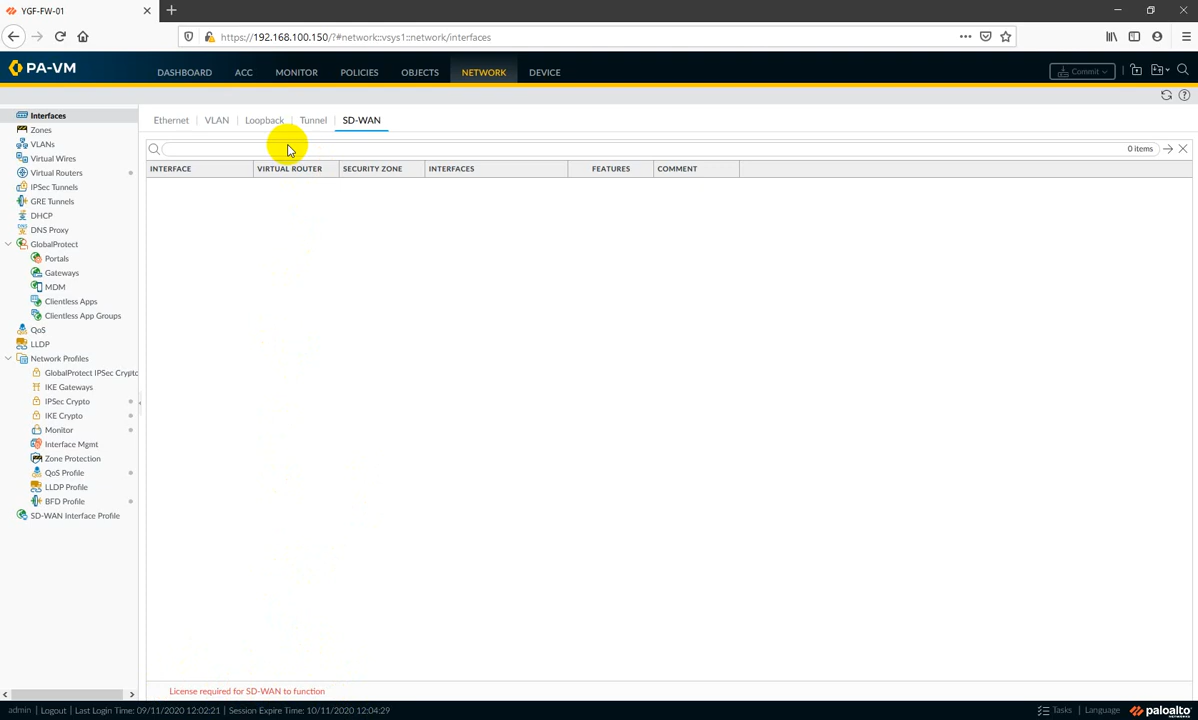 YGF-FW-01
https://192.168.100.150/?#network::vsys1::network/interfaces
PA-VM
DASHBOARD
ACC
MONITOR
POLICIES
OBJECTS
NETWORK
DEVICE
Commit
Interfaces
Zones
VLANs
Virtual Wires
Virtual Routers
IPSec Tunnels
GRE Tunnels
DHCP
DNS Proxy
GlobalProtect
Portals
Gateways
MDM
Clientless Apps
Clientless App Groups
QoS
LLDP
Network Profiles
GlobalProtect IPSec Crypto
IKE Gateways
IPSec Crypto
IKE Crypto
Monitor
Interface Mgmt
Zone Protection
QoS Profile
LLDP Profile
BFD Profile
SD-WAN Interface Profile
Ethernet
VLAN
Loopback
Tunnel
SD-WAN
0 items
INTERFACE
VIRTUAL ROUTER
SECURITY ZONE
INTERFACES
FEATURES
COMMENT
License required for SD-WAN to function
admin | Logout | Last Login Time: 09/11/2020 12:02:21 | Session Expire Time: 10/11/2020 12:04:29
Tasks | Language
paloalto
NETWORKS